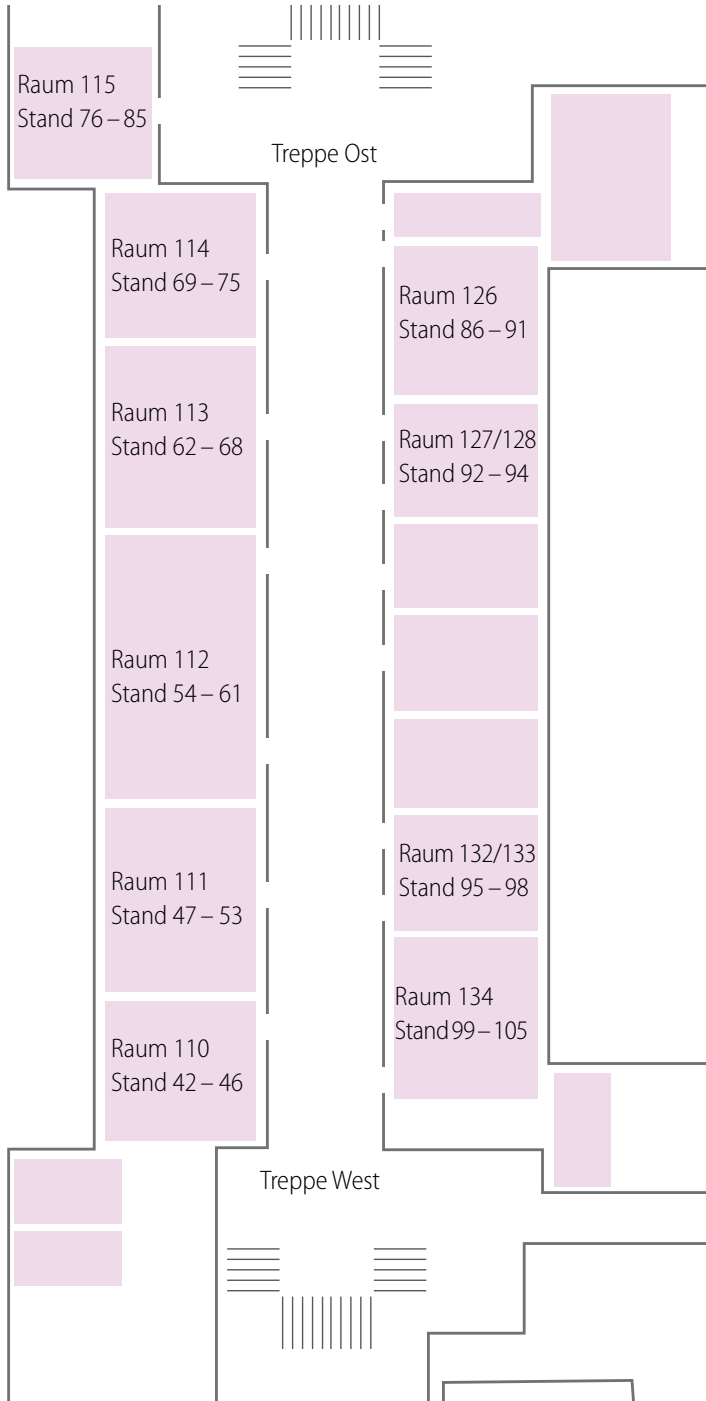 Raum 115
Stand 76 – 85
Treppe Ost
Raum 114
Stand 69 – 75
Raum 126
Stand 86 – 91
Raum 113
Stand 62 – 68
Raum 127/128
Stand 92 – 94
Raum 112
Stand 54 – 61
Raum 132/133
Stand 95 – 98
Raum 111
Stand 47 – 53
Raum 134
Stand 99 – 105
Raum 110
Stand 42 – 46
Treppe West